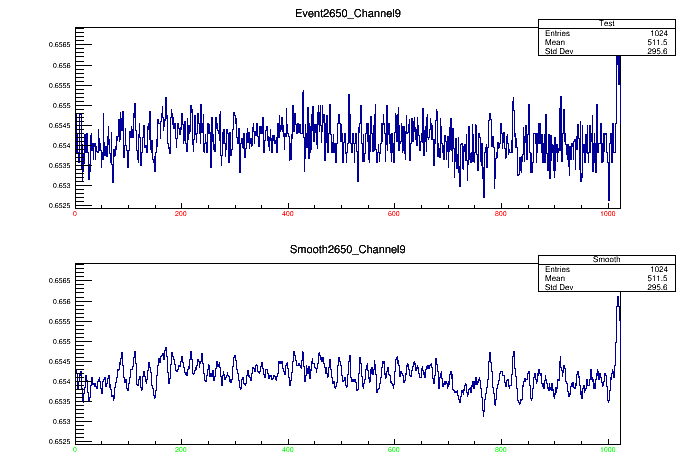 Event2650_Channel9
Test
Entries 1024
Mean 511.5
Std Dev 295.6
0.6565
0.656
0.6555
0.655
0.6545
0.654
0.6535
0.653
0.6525
0 200 400 600 800 1000
Smooth2650_Channel9
Smooth
Entries 1024
Mean 511.5
Std Dev 295.6
0.6565
0.656
0.6555
0.655
0.6545
0.654
0.6535
0.653
0.6525
0 200 400 600 800 1000